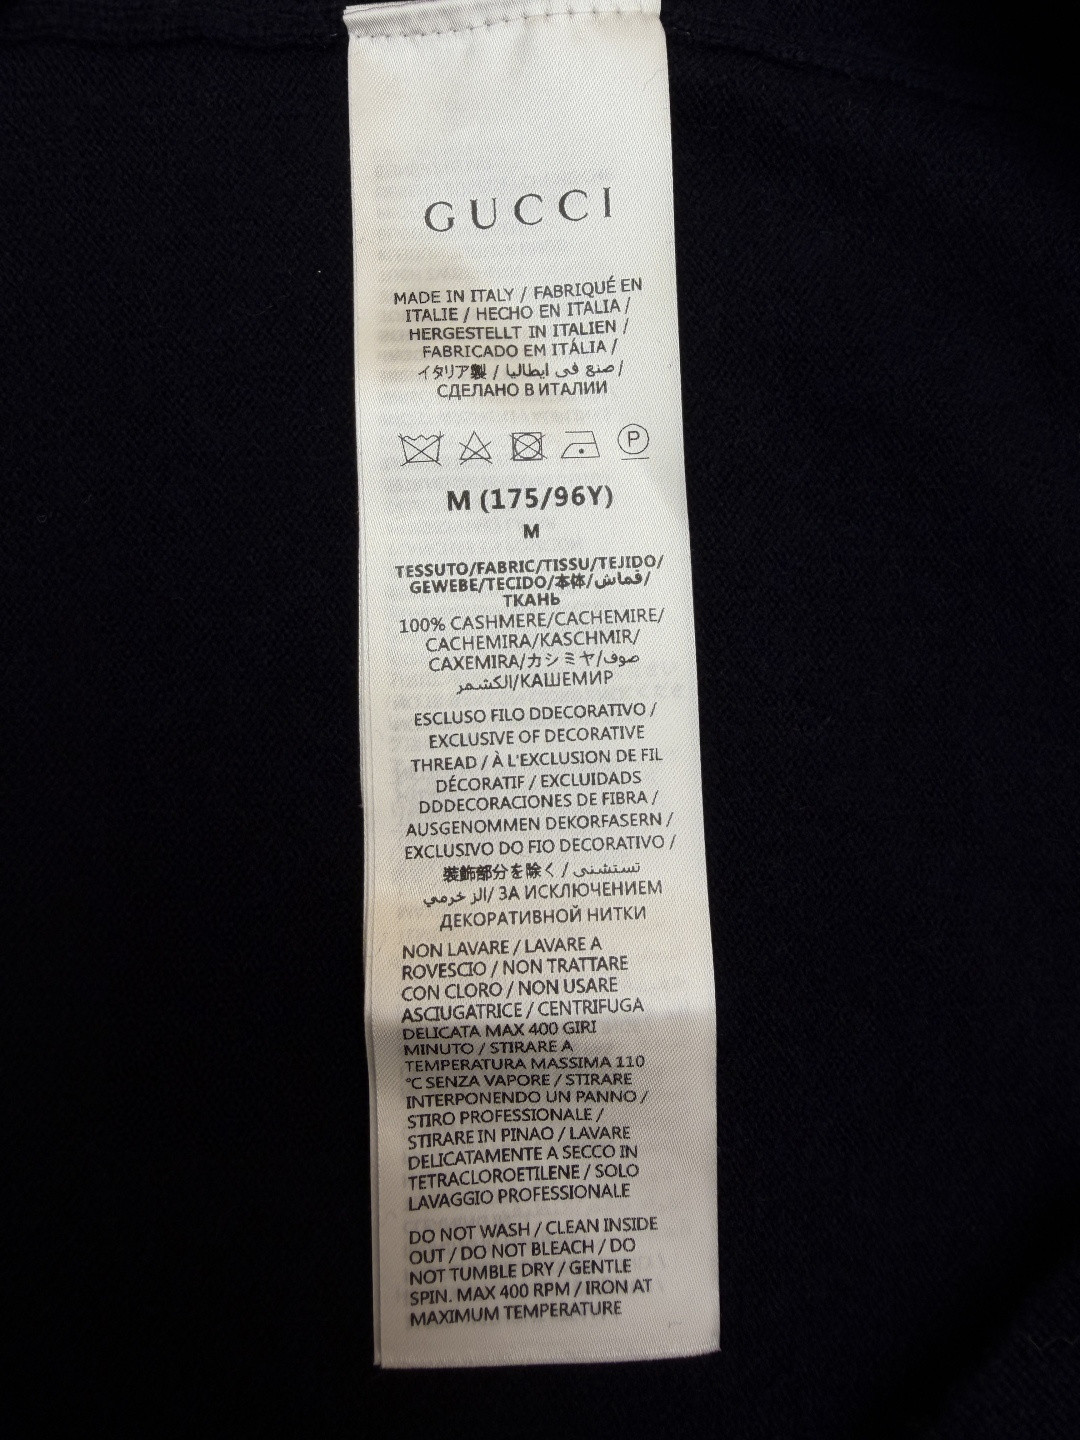 GUCCI
MADE IN ITALY / FABRIQUÉ EN
ITALIE / HECHO EN ITALIA /
HERGESTELLT IN ITALIEN /
FABRICADO EM ITÁLIA /
イタリア製 / صنع في ايطاليا /
СДЕЛАНО В ИТАЛИИ
P
M (175/96Y)
M
TESSUTO/FABRIC/TISSU/TEJIDO/
GEWEBE/TECIDO/本体/قماش/
ТКАНЬ
100% CASHMERE/CACHEMIRE/
CACHEMIRA/KASCHMIR/
CAXEMIRA/カシミヤ/صوف
الكشمر/КАШЕМИР
ESCLUSO FILO DDECORATIVO /
EXCLUSIVE OF DECORATIVE
THREAD / À L'EXCLUSION DE FIL
DÉCORATIF / EXCLUIDADS
DDDECORACIONES DE FIBRA /
AUSGENOMMEN DEKORFASERN /
EXCLUSIVO DO FIO DECORATIVO /
装飾部分を除く / تستشنى
الز خرمي / ЗА ИСКЛЮЧЕНИЕМ
ДЕКОРАТИВНОЙ НИТКИ
NON LAVARE / LAVARE A
ROVESCIO / NON TRATTARE
CON CLORO / NON USARE
ASCIUGATRICE / CENTRIFUGA
DELICATA MAX 400 GIRI
MINUTO / STIRARE A
TEMPERATURA MASSIMA 110
°C SENZA VAPORE / STIRARE
INTERPONENDO UN PANNO /
STIRO PROFESSIONALE /
STIRARE IN PINAO / LAVARE
DELICATAMENTE A SECCO IN
TETRACLOROETILENE / SOLO
LAVAGGIO PROFESSIONALE
DO NOT WASH / CLEAN INSIDE
OUT / DO NOT BLEACH / DO
NOT TUMBLE DRY / GENTLE
SPIN. MAX 400 RPM / IRON AT
MAXIMUM TEMPERATURE